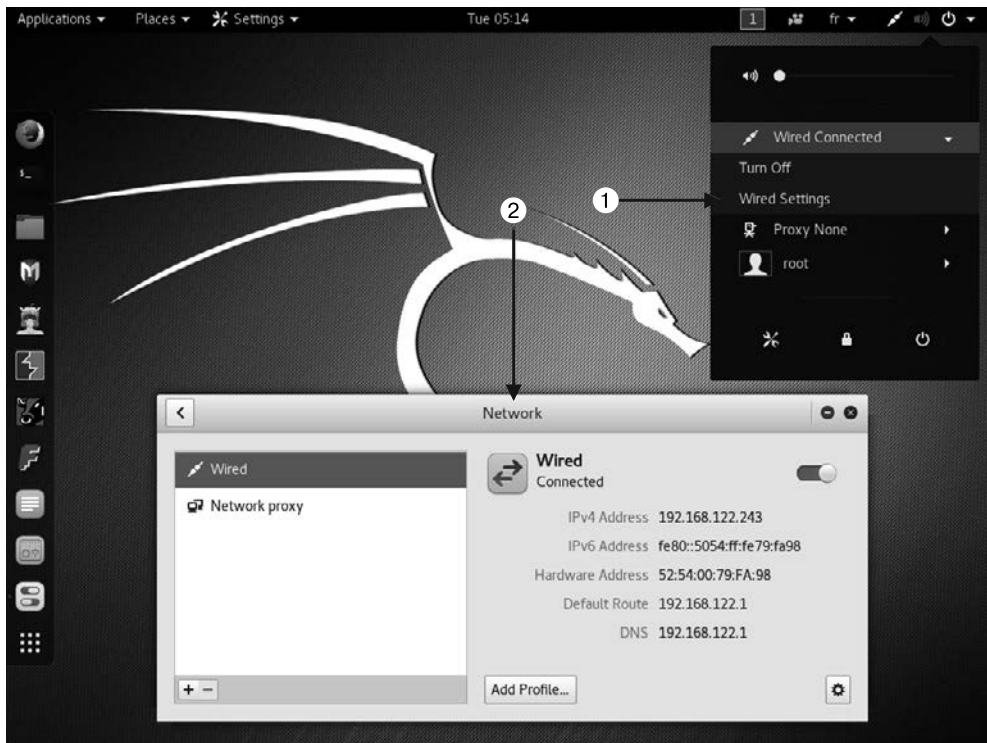 Applications Places Settings Tue 05:14 1 fr
Wired Connected
Turn Off
1 Wired Settings
2
Proxy None
root
Network
Wired
Network proxy
Wired
Connected
IPv4 Address 192.168.122.243
IPv6 Address fe80::5054:ff:fe79:fa98
Hardware Address 52:54:00:79:FA:98
Default Route 192.168.122.1
DNS 192.168.122.1
Add Profile...